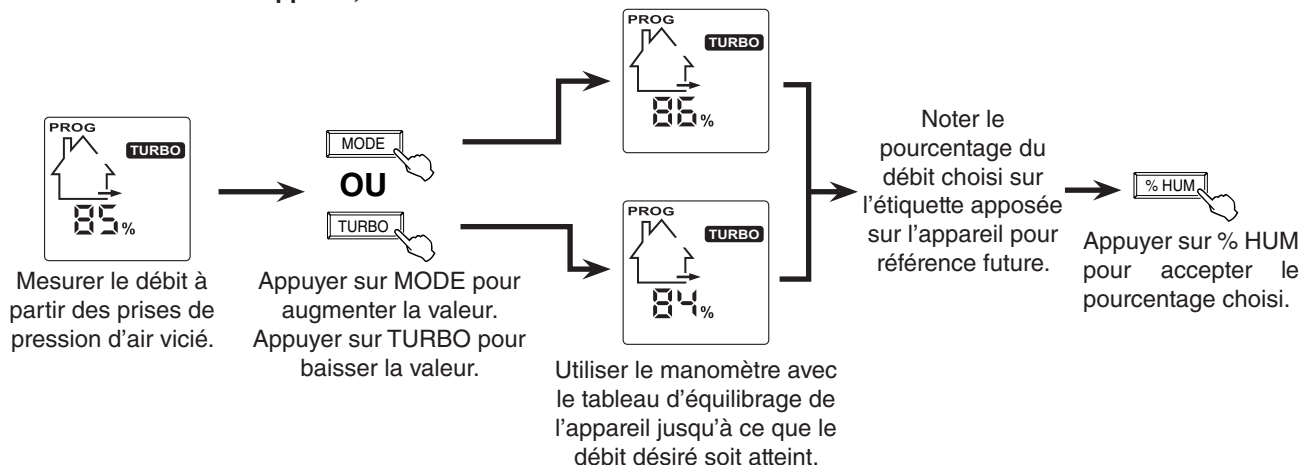 PROG
TURBO
85%
Mesurer le débit à
partir des prises de
pression d'air vicié.
MODE
OU
TURBO
Appuyer sur MODE pour
augmenter la valeur.
Appuyer sur TURBO pour
baisser la valeur.
PROG
TURBO
86%
PROG
TURBO
84%
Utiliser le manomètre avec
le tableau d'équilibrage de
l'appareil jusqu'à ce que le
débit désiré soit atteint.
Noter le
pourcentage du
débit choisi sur
l'étiquette apposée
sur l'appareil pour
référence future.
% HUM
Appuyer sur % HUM
pour accepter le
pourcentage choisi.